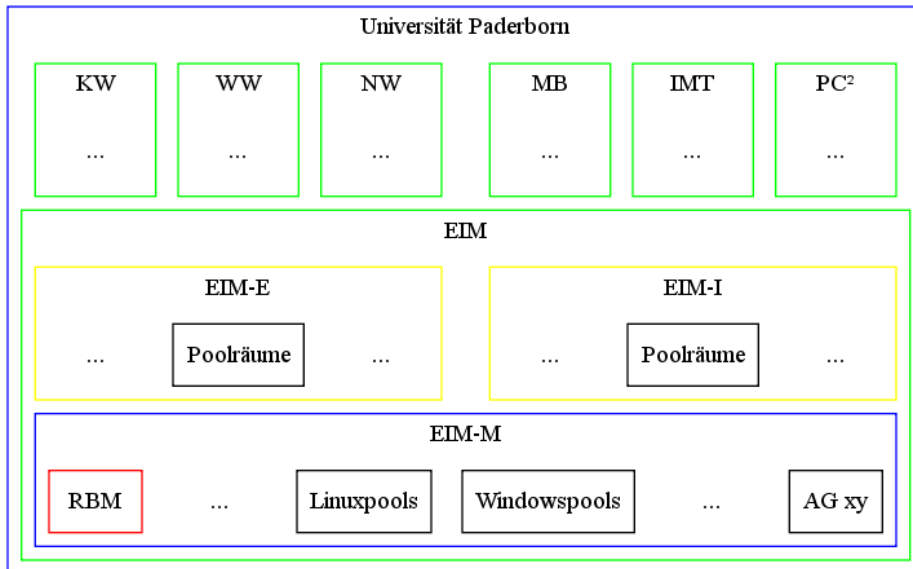 Universität Paderborn
KW WW NW MB IMT PC²
... ... ... ... ... ...
EIM
EIM-E EIM-I
... Poolräume ... ... Poolräume ...
EIM-M
RBM ... Linuxpools Windowspools ... AG xy